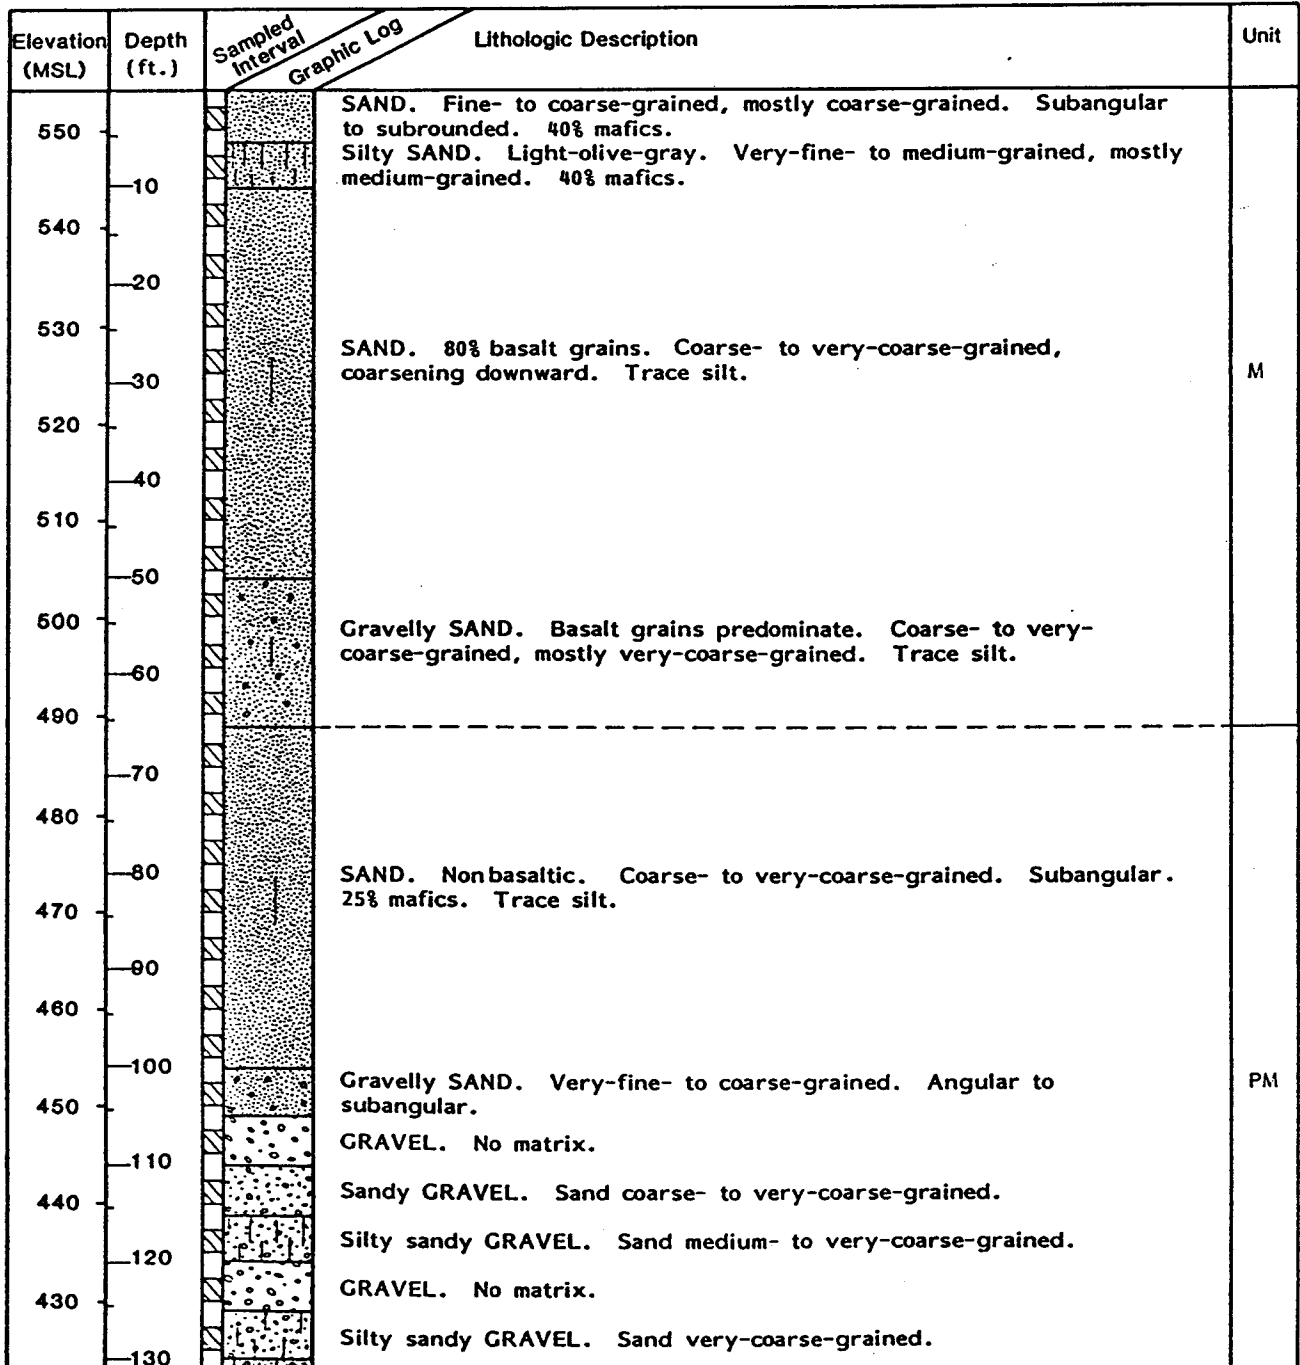 Elevation
(MSL)
Depth
(ft.)
Sampled
Interval
Graphic Log
Lithologic Description
Unit
SAND. Fine- to coarse-grained, mostly coarse-grained. Subangular
to subrounded. 40% mafics.
550
Silty SAND. Light-olive-gray. Very-fine- to medium-grained, mostly
medium-grained. 40% mafics.
—10
540
—20
530
SAND. 80% basalt grains. Coarse- to very-coarse-grained,
coarsening downward. Trace silt.
M
—30
520
—40
510
—50
500
Gravelly SAND. Basalt grains predominate. Coarse- to very-
coarse-grained, mostly very-coarse-grained. Trace silt.
—60
490
—70
480
—80
SAND. Nonbasaltic. Coarse- to very-coarse-grained. Subangular.
25% mafics. Trace silt.
470
—90
460
—100
Gravelly SAND. Very-fine- to coarse-grained. Angular to
subangular.
PM
450
GRAVEL. No matrix.
—110
Sandy GRAVEL. Sand coarse- to very-coarse-grained.
440
Silty sandy GRAVEL. Sand medium- to very-coarse-grained.
—120
GRAVEL. No matrix.
430
Silty sandy GRAVEL. Sand very-coarse-grained.
—130